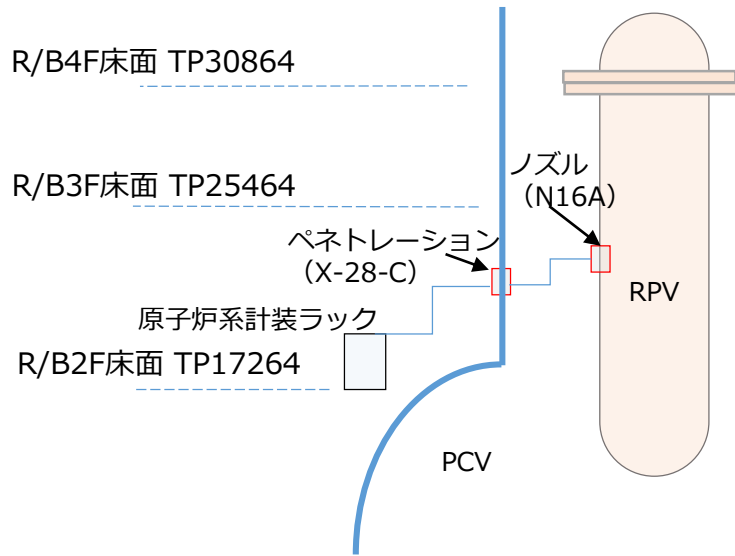 R/B4F床面 TP30864
R/B3F床面 TP25464
ノズル
（N16A）
ペネトレーション
（X-28-C）
RPV
原子炉系計装ラック
R/B2F床面 TP17264
PCV